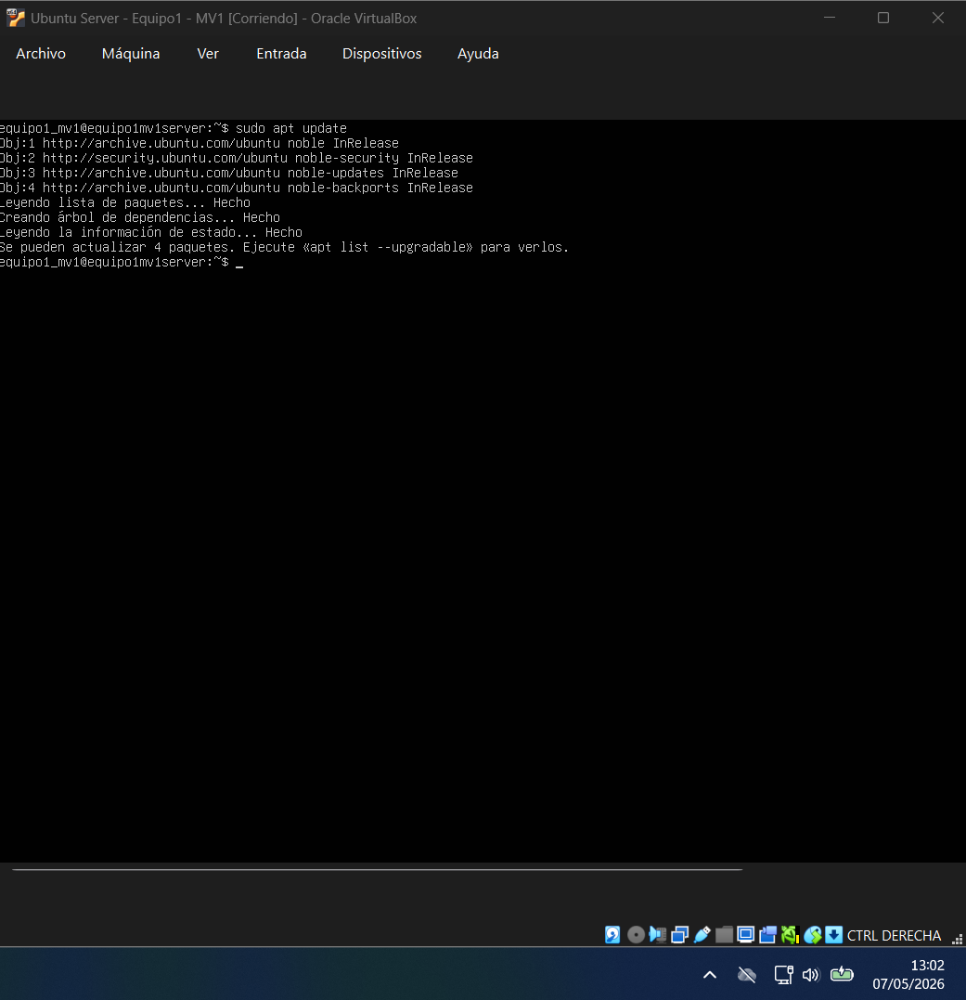 Ubuntu Server - Equipo1 - MV1 [Corriendo] - Oracle VirtualBox
Archivo Máquina Ver Entrada Dispositivos Ayuda
equipo1_mv1@equipo1mv1server:~$ sudo apt update
Obj:1 http://archive.ubuntu.com/ubuntu noble InRelease
Obj:2 http://security.ubuntu.com/ubuntu noble-security InRelease
Obj:3 http://archive.ubuntu.com/ubuntu noble-updates InRelease
Obj:4 http://archive.ubuntu.com/ubuntu noble-backports InRelease
Leyendo lista de paquetes... Hecho
Creando árbol de dependencias... Hecho
Leyendo la información de estado... Hecho
Se pueden actualizar 4 paquetes. Ejecute «apt list --upgradable» para verlos.
equipo1_mv1@equipo1mv1server:~$ _
CTRL DERECHA
13:02
07/05/2026